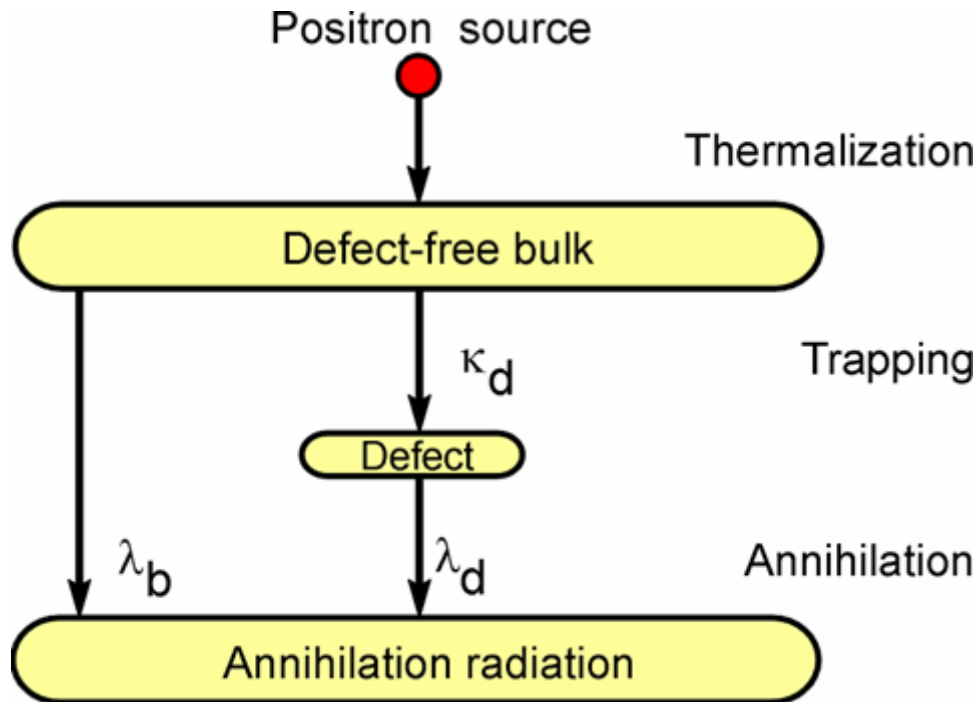 Positron source
Thermalization
Defect-free bulk
κd
Trapping
Defect
λb
λd
Annihilation
Annihilation radiation